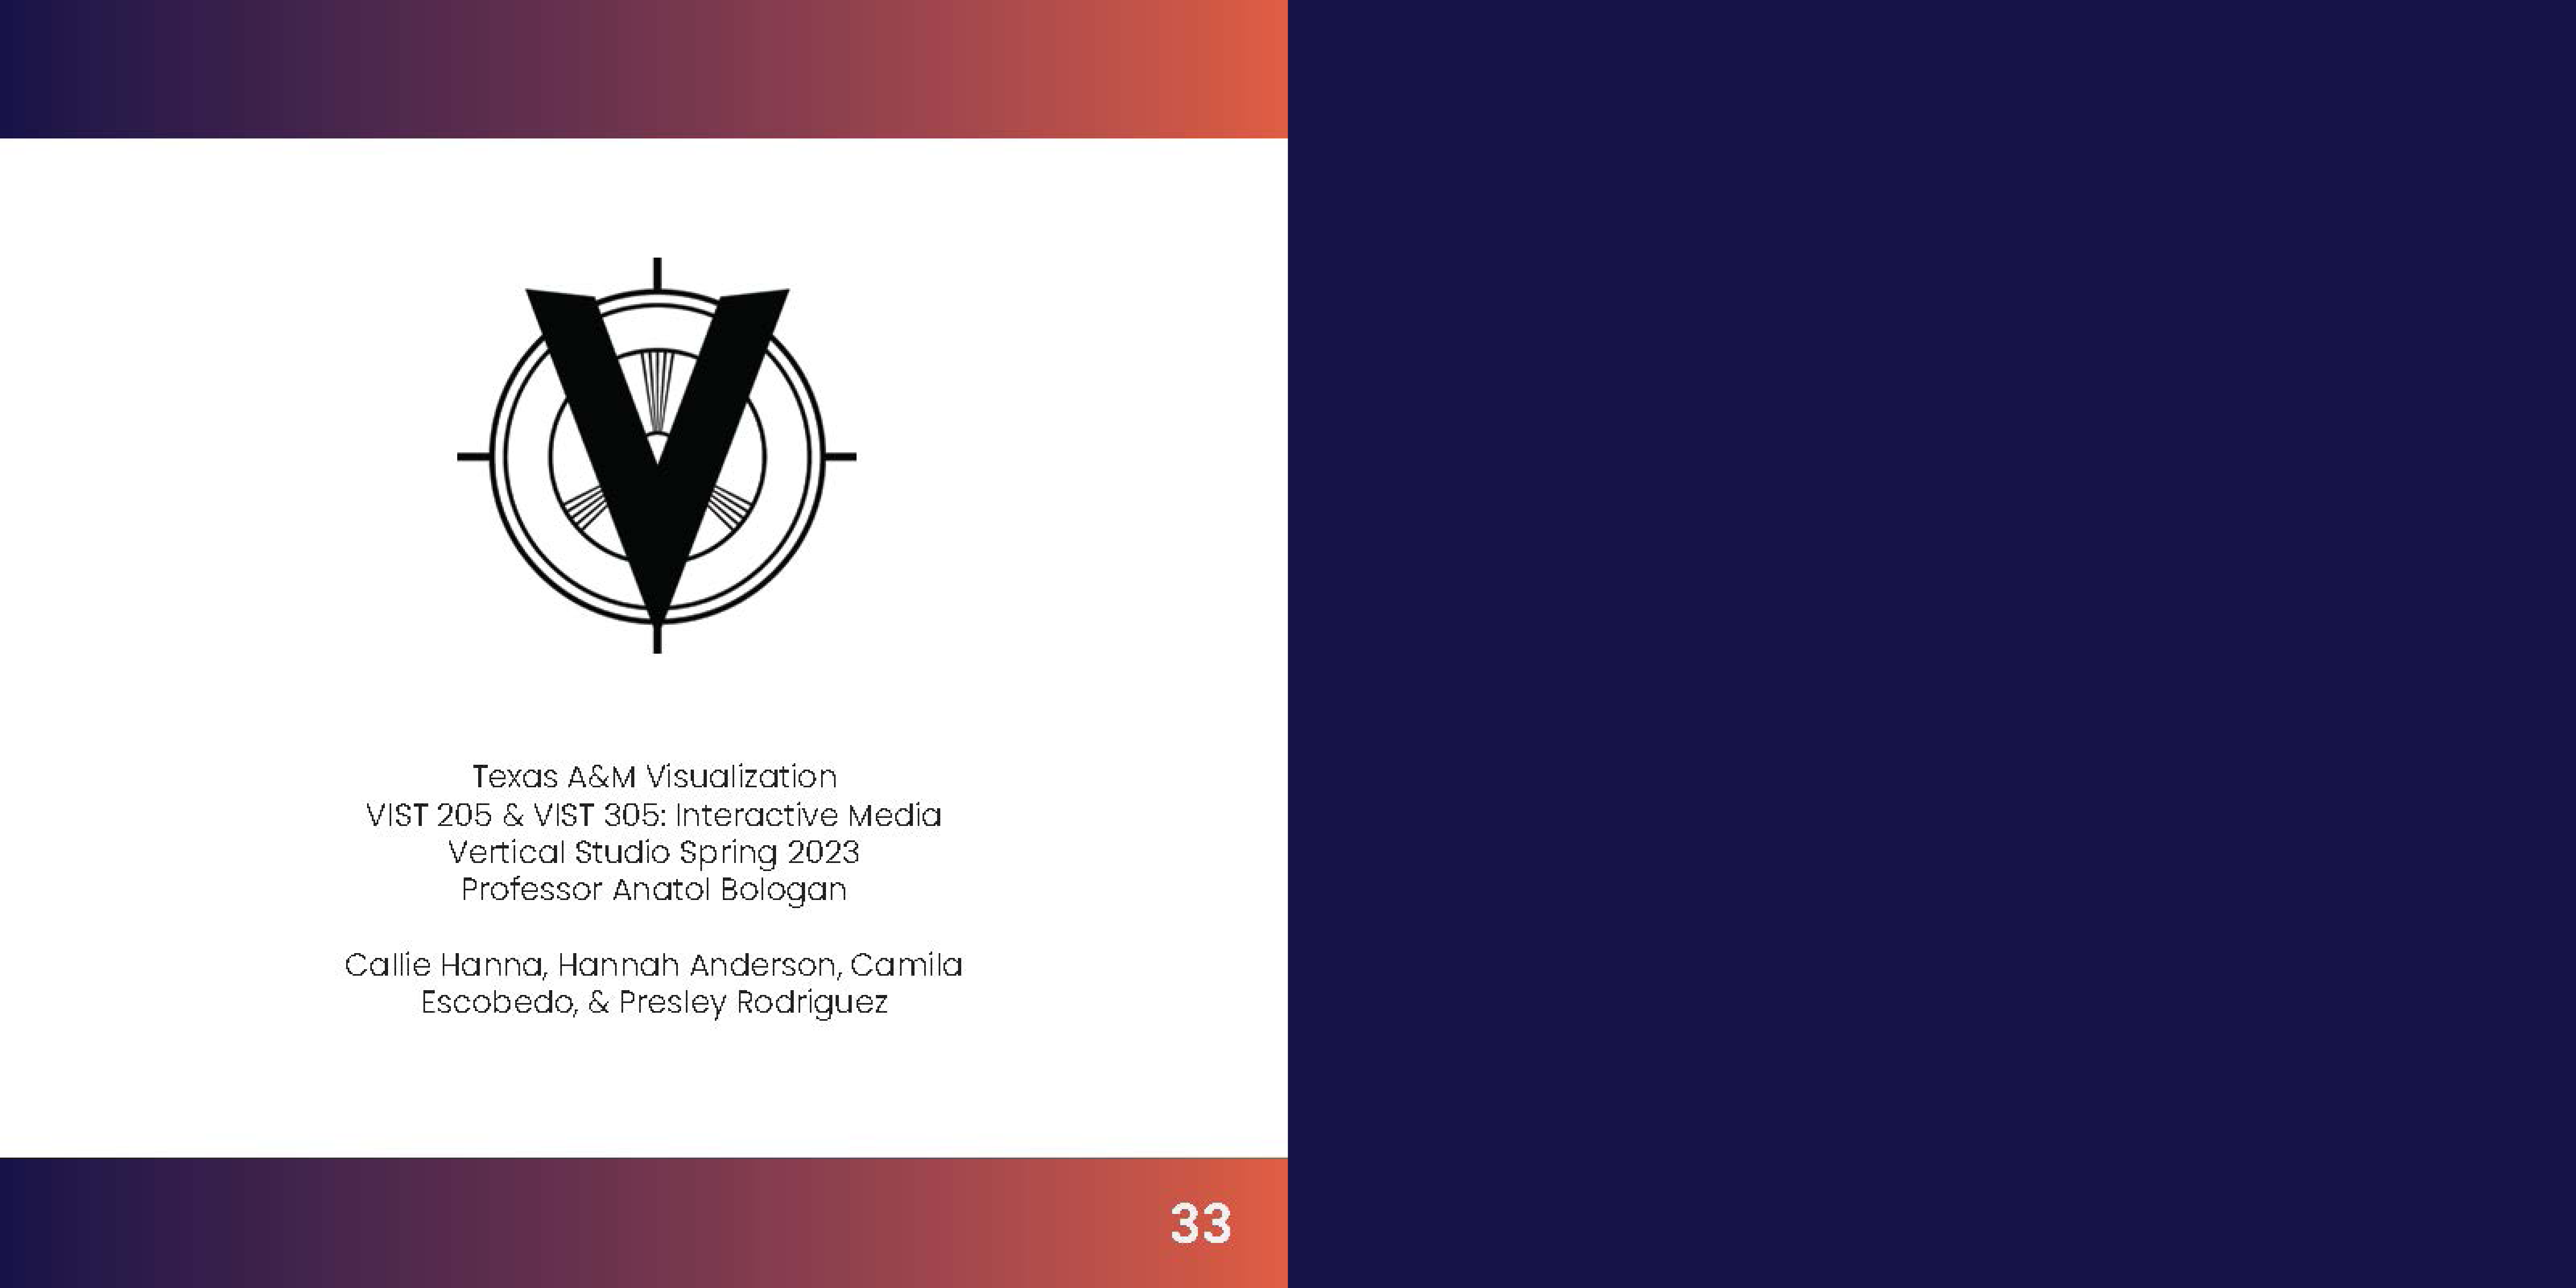 V
Texas A&M Visualization
VIST 205 & VIST 305: Interactive Media
Vertical Studio Spring 2023
Professor Anatol Bologan
Callie Hanna, Hannah Anderson, Camila
Escobedo, & Presley Rodriguez
33